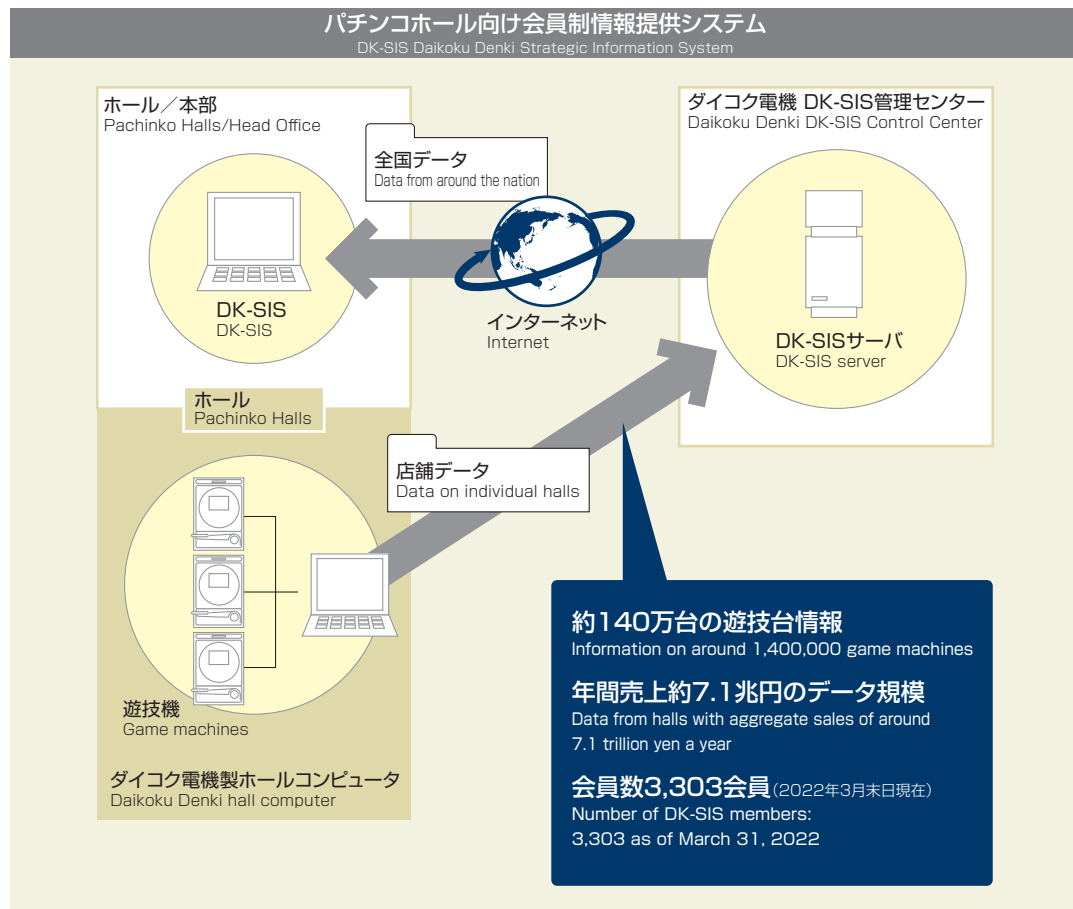 パチンコホール向け会員制情報提供システム
DK-SIS Daikoku Denki Strategic Information System
ホール／本部
Pachinko Halls/Head Office
全国データ
Data from around the nation
ダイコク電機 DK-SIS管理センター
Daikoku Denki DK-SIS Control Center
DK-SIS
DK-SIS
インターネット
Internet
DK-SISサーバ
DK-SIS server
ホール
Pachinko Halls
店舗データ
Data on individual halls
遊技機
Game machines
ダイコク電機製ホールコンピュータ
Daikoku Denki hall computer
約140万台の遊技台情報
Information on around 1,400,000 game machines
年間売上約7.1兆円のデータ規模
Data from halls with aggregate sales of around
7.1 trillion yen a year
会員数3,303会員（2022年3月末日現在）
Number of DK-SIS members:
3,303 as of March 31, 2022